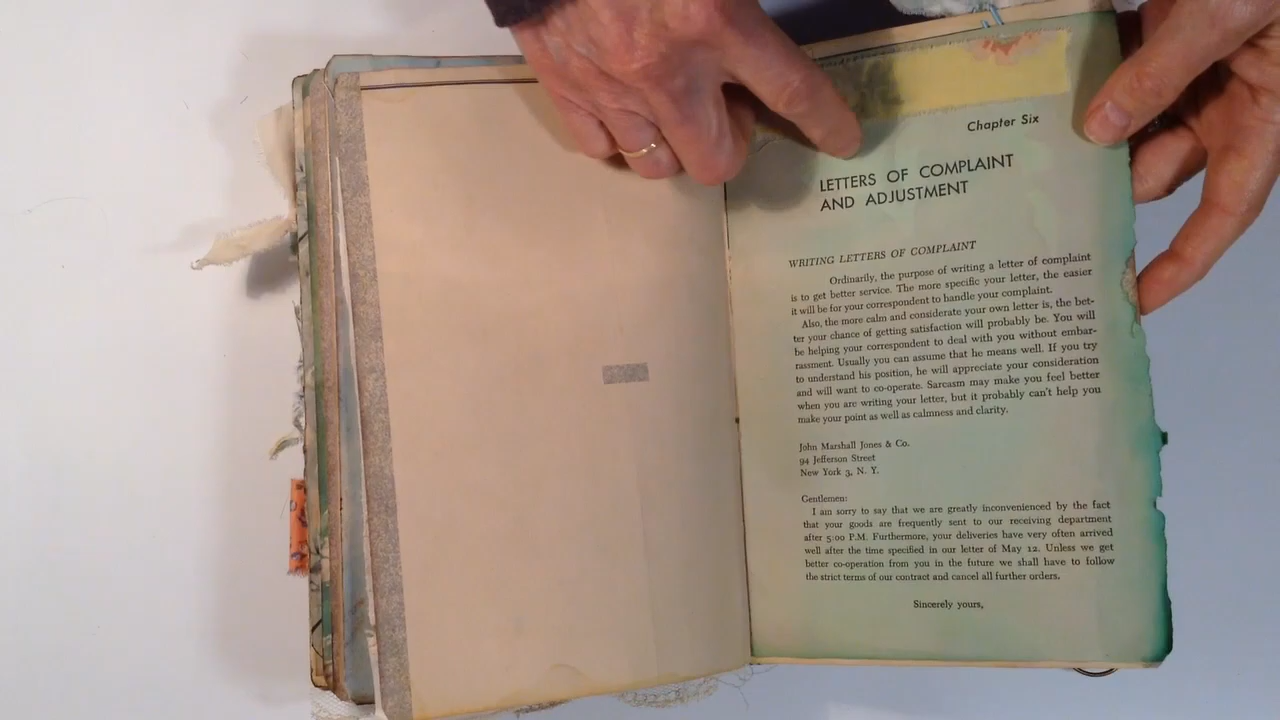 Chapter Six
LETTERS OF COMPLAINT
AND ADJUSTMENT
WRITING LETTERS OF COMPLAINT
Ordinarily, the purpose of writing a letter of complaint
is to get better service. The more specific your letter, the easier
it will be for your correspondent to handle your complaint.
Also, the more calm and considerate your own letter is, the bet-
ter your chance of getting satisfaction will probably be. You will
be helping your correspondent to deal with you without embar-
rassment. Usually you can assume that he means well. If you try
to understand his position, he will appreciate your consideration
and will want to co-operate. Sarcasm may make you feel better
when you are writing your letter, but it probably can't help you
make your point as well as calmness and clarity.
John Marshall Jones & Co.
94 Jefferson Street
New York 3, N. Y.
Gentlemen:
I am sorry to say that we are greatly inconvenienced by the fact
that your goods are frequently sent to our receiving department
after 5:00 P.M. Furthermore, your deliveries have very often arrived
well after the time specified in our letter of May 12. Unless we get
better co-operation from you in the future we shall have to follow
the strict terms of our contract and cancel all further orders.
Sincerely yours,